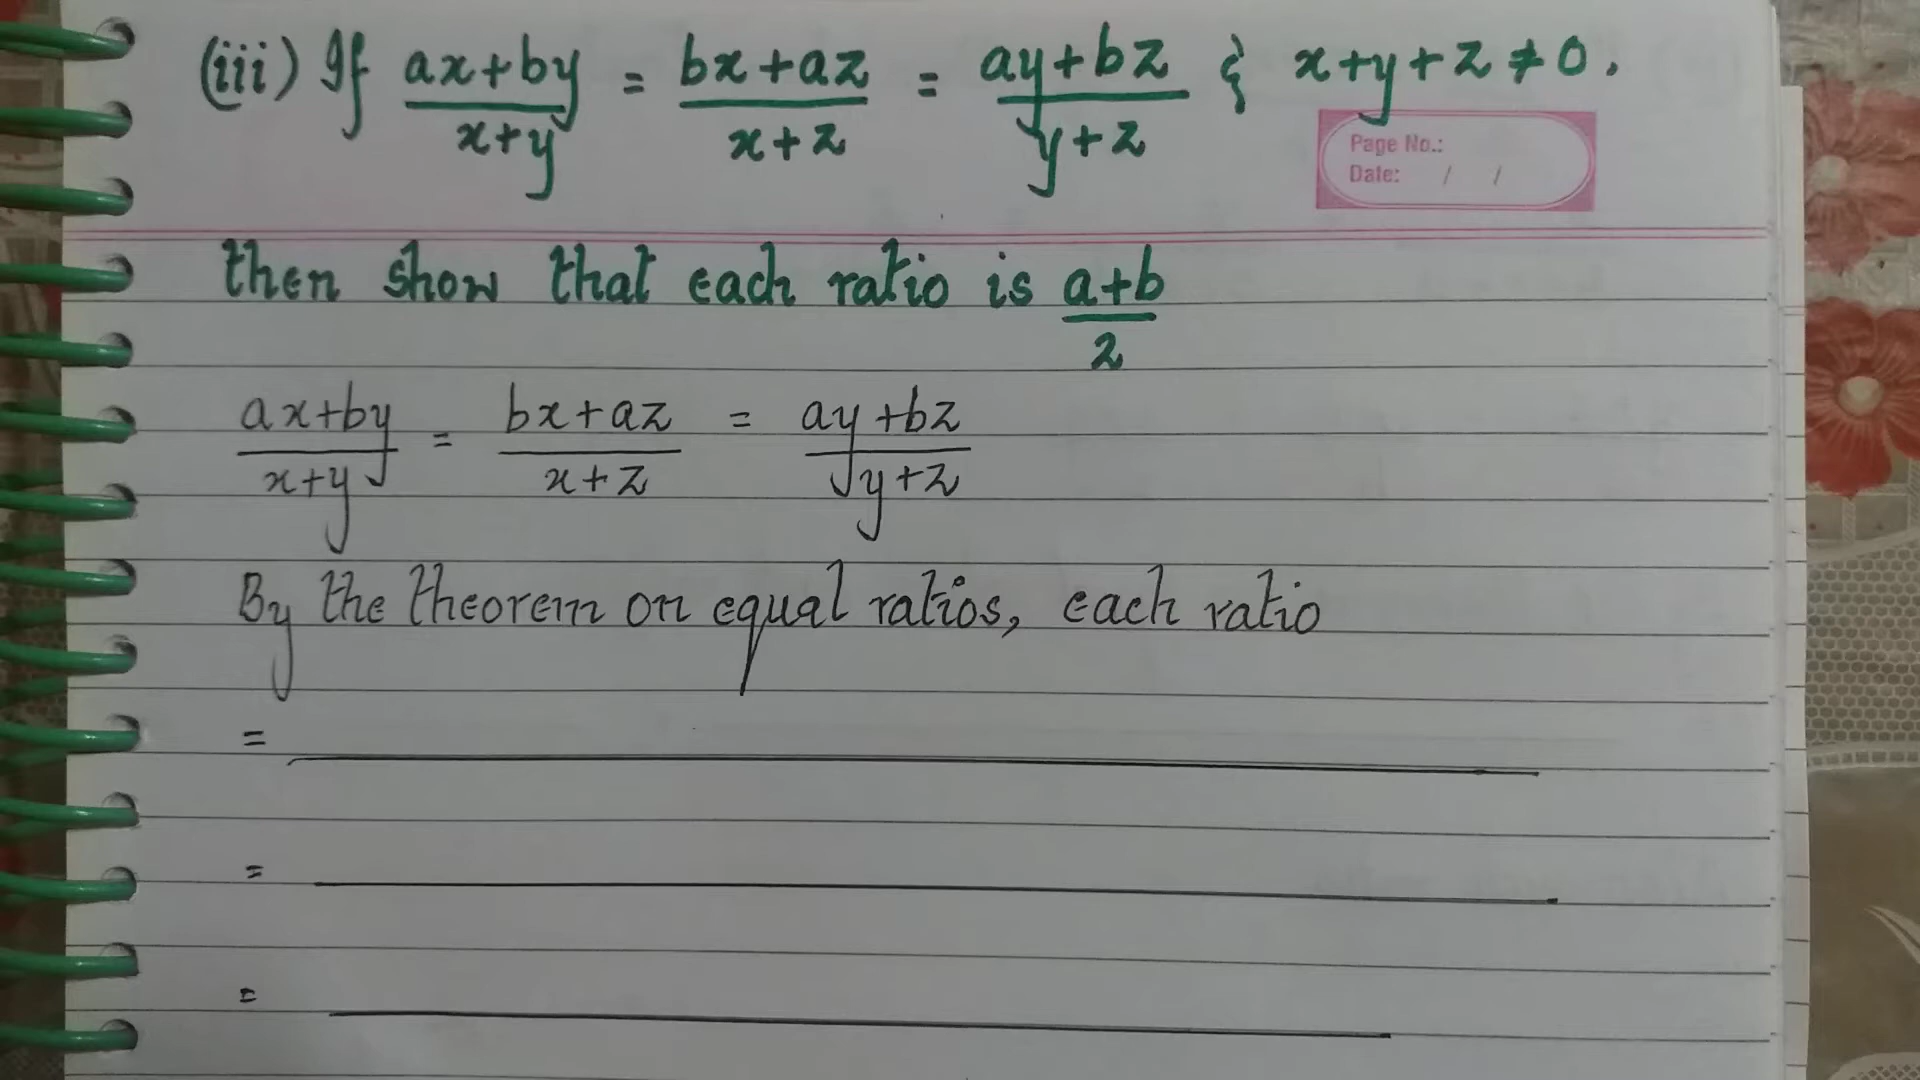 (iii) If ax+by/x+y = bx+az/x+z = ay+bz/y+z & x+y+z≠0.
Page No.:
Date: / /
then show that each ratio is a+b/2
ax+by/x+y = bx+az/x+z = ay+bz/y+z
By the theorem on equal ratios, each ratio
=
=
=